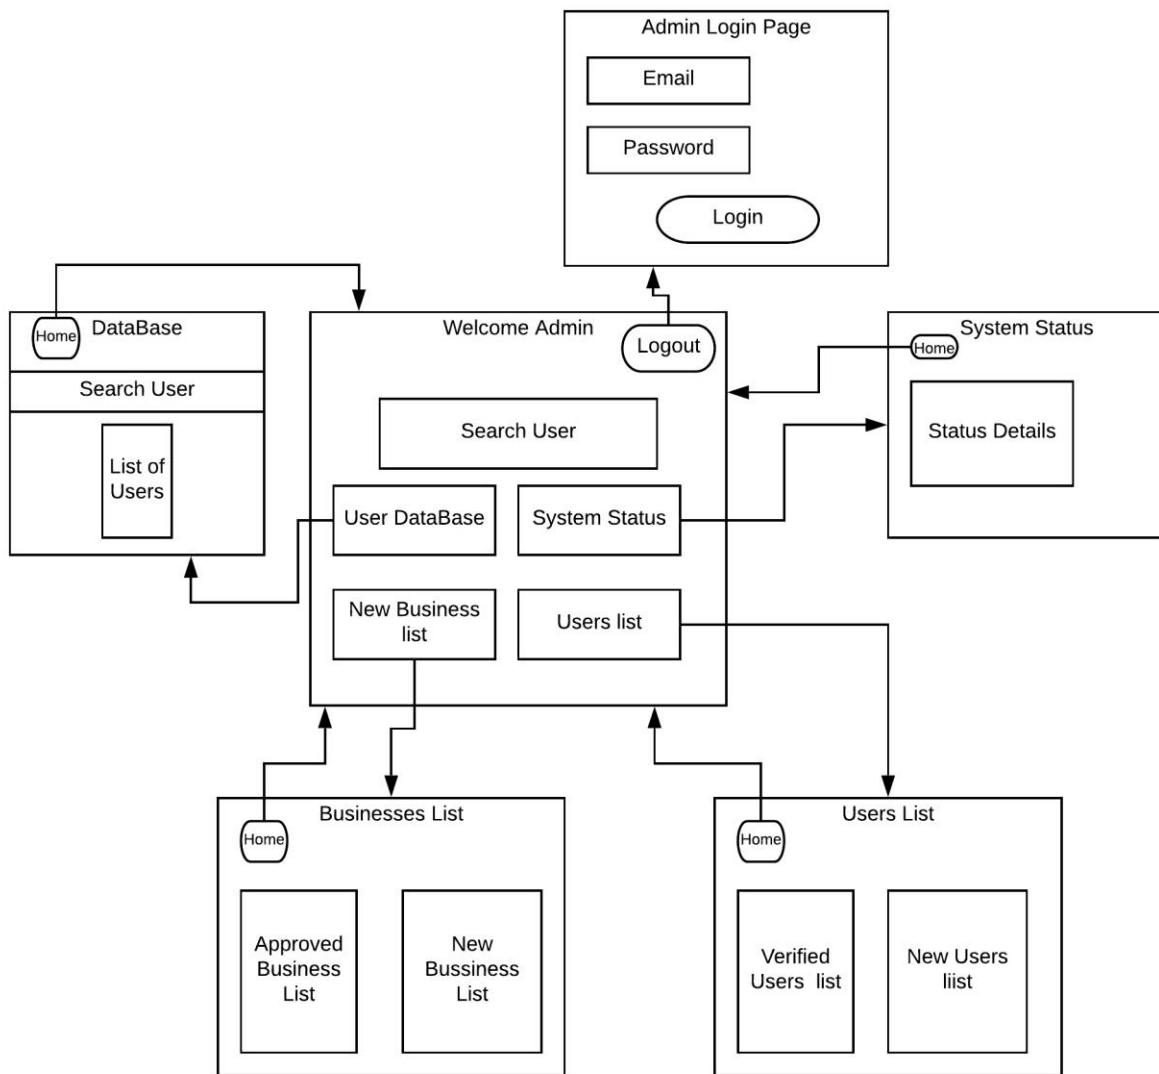 Admin Login Page
Email
Password
Login
Home
DataBase
Search User
List of
Users
Welcome Admin
Logout
Search User
User DataBase
System Status
New Business
list
Users list
System Status
Home
Status Details
Businesses List
Home
Approved
Business
List
New
Bussiness
List
Users List
Home
Verified
Users list
New Users
liist